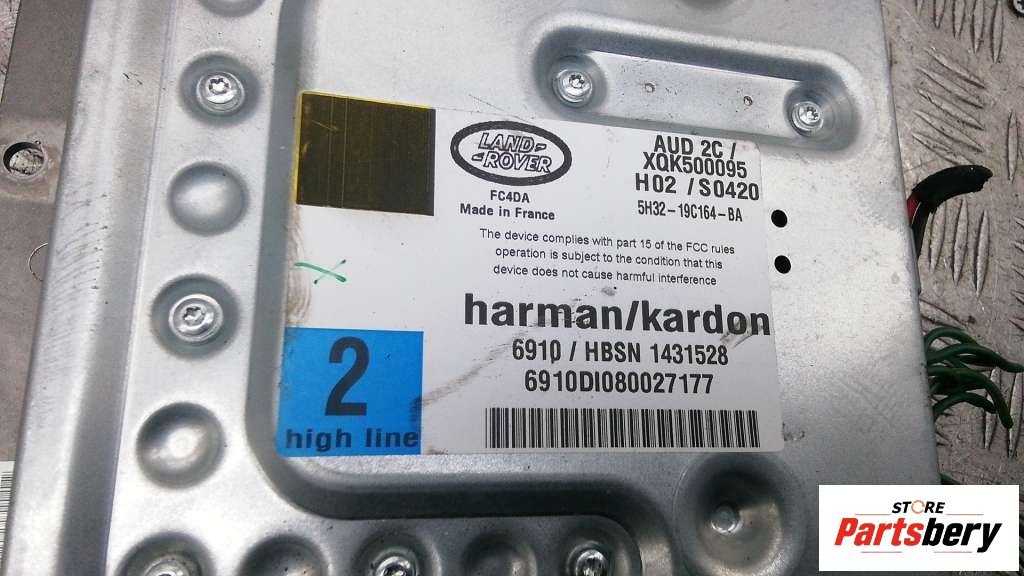 LAND-
-ROVER
FC4DA
Made in France
AUD 2C /
XQK500095
H02 / S0420
5H32-19C164-BA
The device complies with part 15 of the FCC rules
operation is subject to the condition that this
device does not cause harmful interference
harman/kardon
6910 / HBSN 1431528
6910DI080027177
2
high line
STORE
Partsbery